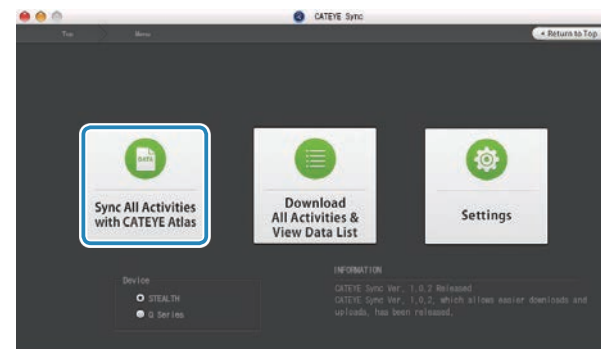 CATEYE Sync
Top
Menu
Return to Top
DATA
Sync All Activities
with CATEYE Atlas
Download
All Activities &
View Data List
Settings
Device
STEALTH
Q Series
INFORMATION
CATEYE Sync Ver. 1.0.2 Released
CATEYE Sync Ver. 1.0.2, which allows easier downloads and
uploads, has been released.